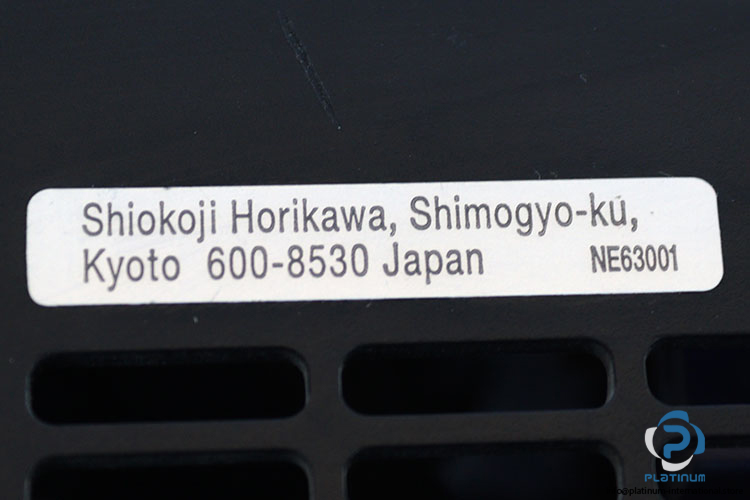 Shiokoji Horikawa, Shimogyo-ku,
Kyoto 600-8530 Japan NE63001
PLATINUM